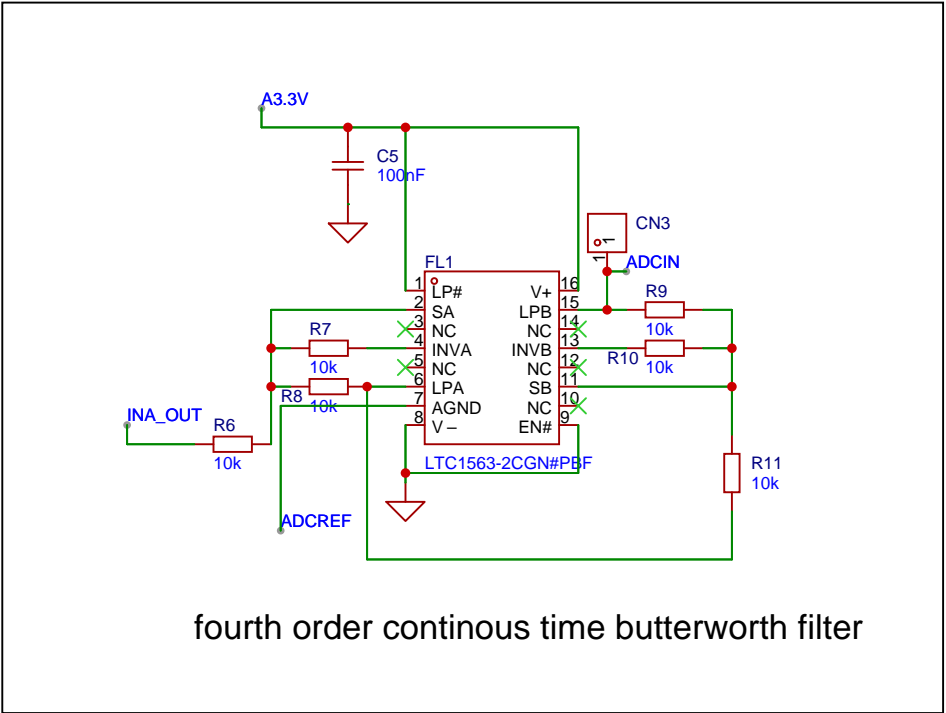 A3.3V
C5
100nF
CN3
1
1
ADCIN
FL1
1 LP# V+ 16
2 SA LPB 15
3 NC NC 14
4 INVA INVB 13
5 NC NC 12
6 LPA SB 11
7 AGND NC 10
8 V – EN# 9
LTC1563-2CGN#PBF
R7
10k
R8
10k
INA_OUT
R6
10k
ADCREF
R9
10k
R10
10k
R11
10k
fourth order continous time butterworth filter